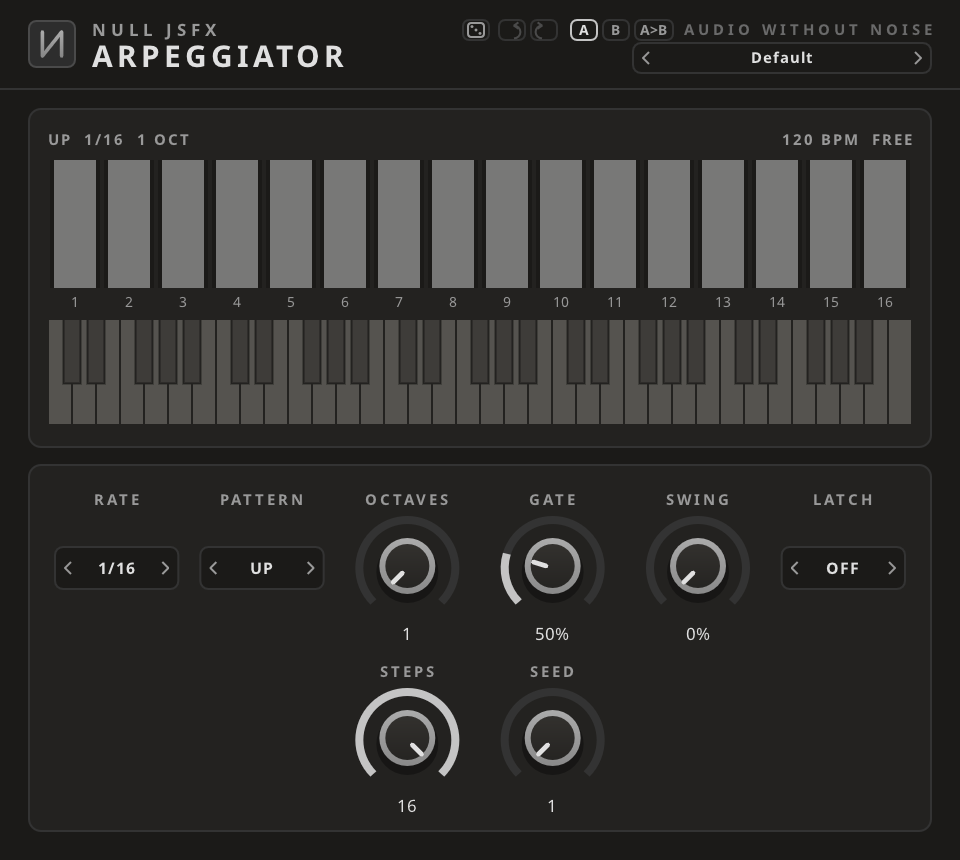 NULL JSFX
ARPEGGIATOR
A B A>B AUDIO WITHOUT NOISE
Default
UP 1/16 1 OCT
120 BPM FREE
1 2 3 4 5 6 7 8 9 10 11 12 13 14 15 16
RATE PATTERN OCTAVES GATE SWING LATCH
1/16 UP OFF
1 50% 0%
STEPS SEED
16 1